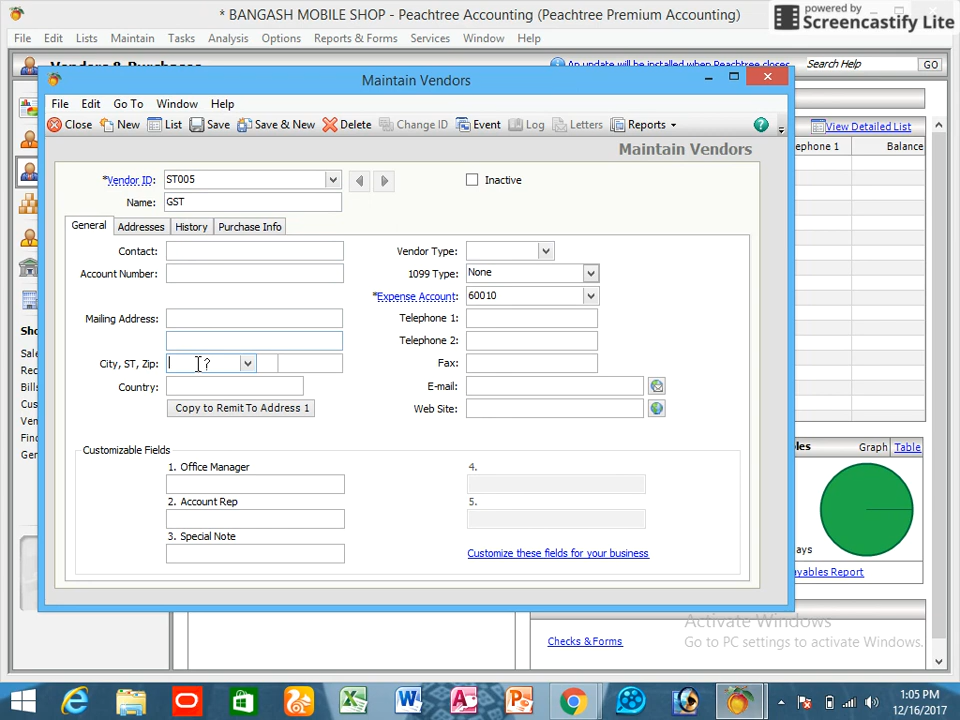 * BANGASH MOBILE SHOP - Peachtree Accounting (Peachtree Premium Accounting)
powered by
Screencastify Lite
File Edit Lists Maintain Tasks Analysis Options Reports & Forms Services Window Help
An update will be installed when Peachtree closes
Search Help
GO
Maintain Vendors
File Edit Go To Window Help
Close New List Save Save & New Delete Change ID Event Log Letters Reports
View Detailed List
ephone 1 Balance
Maintain Vendors
*Vendor ID: ST005
Inactive
Name: GST
General Addresses History Purchase Info
Contact:
Vendor Type:
Account Number:
1099 Type: None
*Expense Account: 60010
Mailing Address:
Telephone 1:
Telephone 2:
City, ST, Zip:
?
Fax:
Country:
E-mail:
Copy to Remit To Address 1
Web Site:
Customizable Fields
1. Office Manager
4.
2. Account Rep
5.
3. Special Note
Customize these fields for your business
Sho
Sale
Rec
Bills
Cus
Ven
Find
Gen
les Graph Table
ays
ayables Report
Checks & Forms
Activate Windows
Go to PC settings to activate Windows.
1:05 PM
12/16/2017